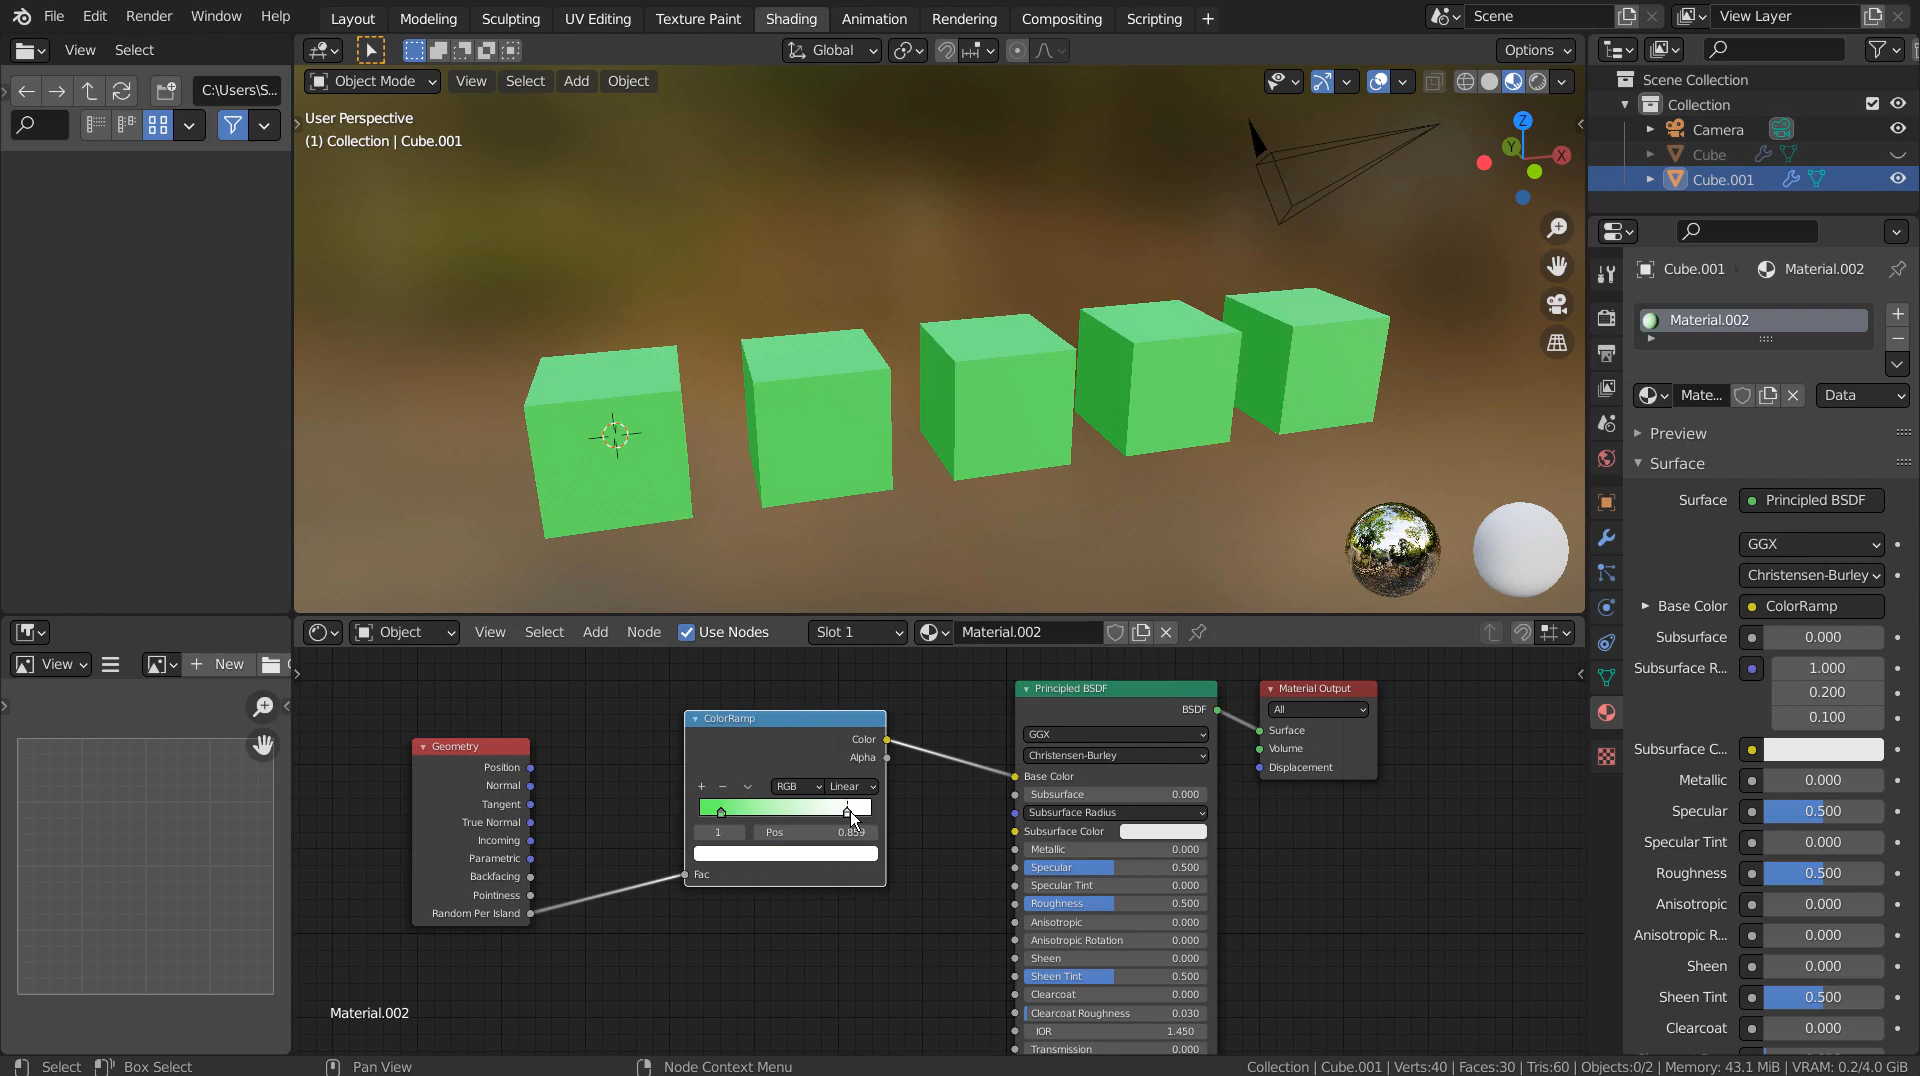 File Edit Render Window Help Layout Modeling Sculpting UV Editing Texture Paint Shading Animation Rendering Compositing Scripting + Scene View Layer
View Select Global Options
C:\Users\S... Object Mode View Select Add Object
User Perspective
(1) Collection | Cube.001
Z
Y
X
Scene Collection
Collection
Camera
Cube
Cube.001
Cube.001 Material.002
Material.002
Mate... Data
Preview
Surface
Surface Principled BSDF
GGX
Christensen-Burley
Base Color ColorRamp
Subsurface 0.000
Subsurface R... 1.000
0.200
0.100
Subsurface C...
Metallic 0.000
Specular 0.500
Specular Tint 0.000
Roughness 0.500
Anisotropic 0.000
Anisotropic R... 0.000
Sheen 0.000
Sheen Tint 0.500
Clearcoat 0.000
View New
Object View Select Add Node Use Nodes Slot 1 Material.002
Geometry
Position
Normal
Tangent
True Normal
Incoming
Parametric
Backfacing
Pointiness
Random Per Island
ColorRamp
Color
Alpha
RGB Linear
1 Pos
Fac
Principled BSDF
BSDF
GGX
Christensen-Burley
Base Color
Subsurface 0.000
Subsurface Radius
Subsurface Color
Metallic 0.000
Specular 0.500
Specular Tint 0.000
Roughness 0.500
Anisotropic 0.000
Anisotropic Rotation 0.000
Sheen 0.000
Sheen Tint 0.500
Clearcoat 0.000
Clearcoat Roughness 0.030
IOR 1.450
Transmission 0.000
Material Output
All
Surface
Volume
Displacement
Material.002
Select Box Select Pan View Node Context Menu Collection | Cube.001 | Verts:40 | Faces:30 | Tris:60 | Objects:0/2 | Memory: 43.1 MiB | VRAM: 0.2/4.0 GiB